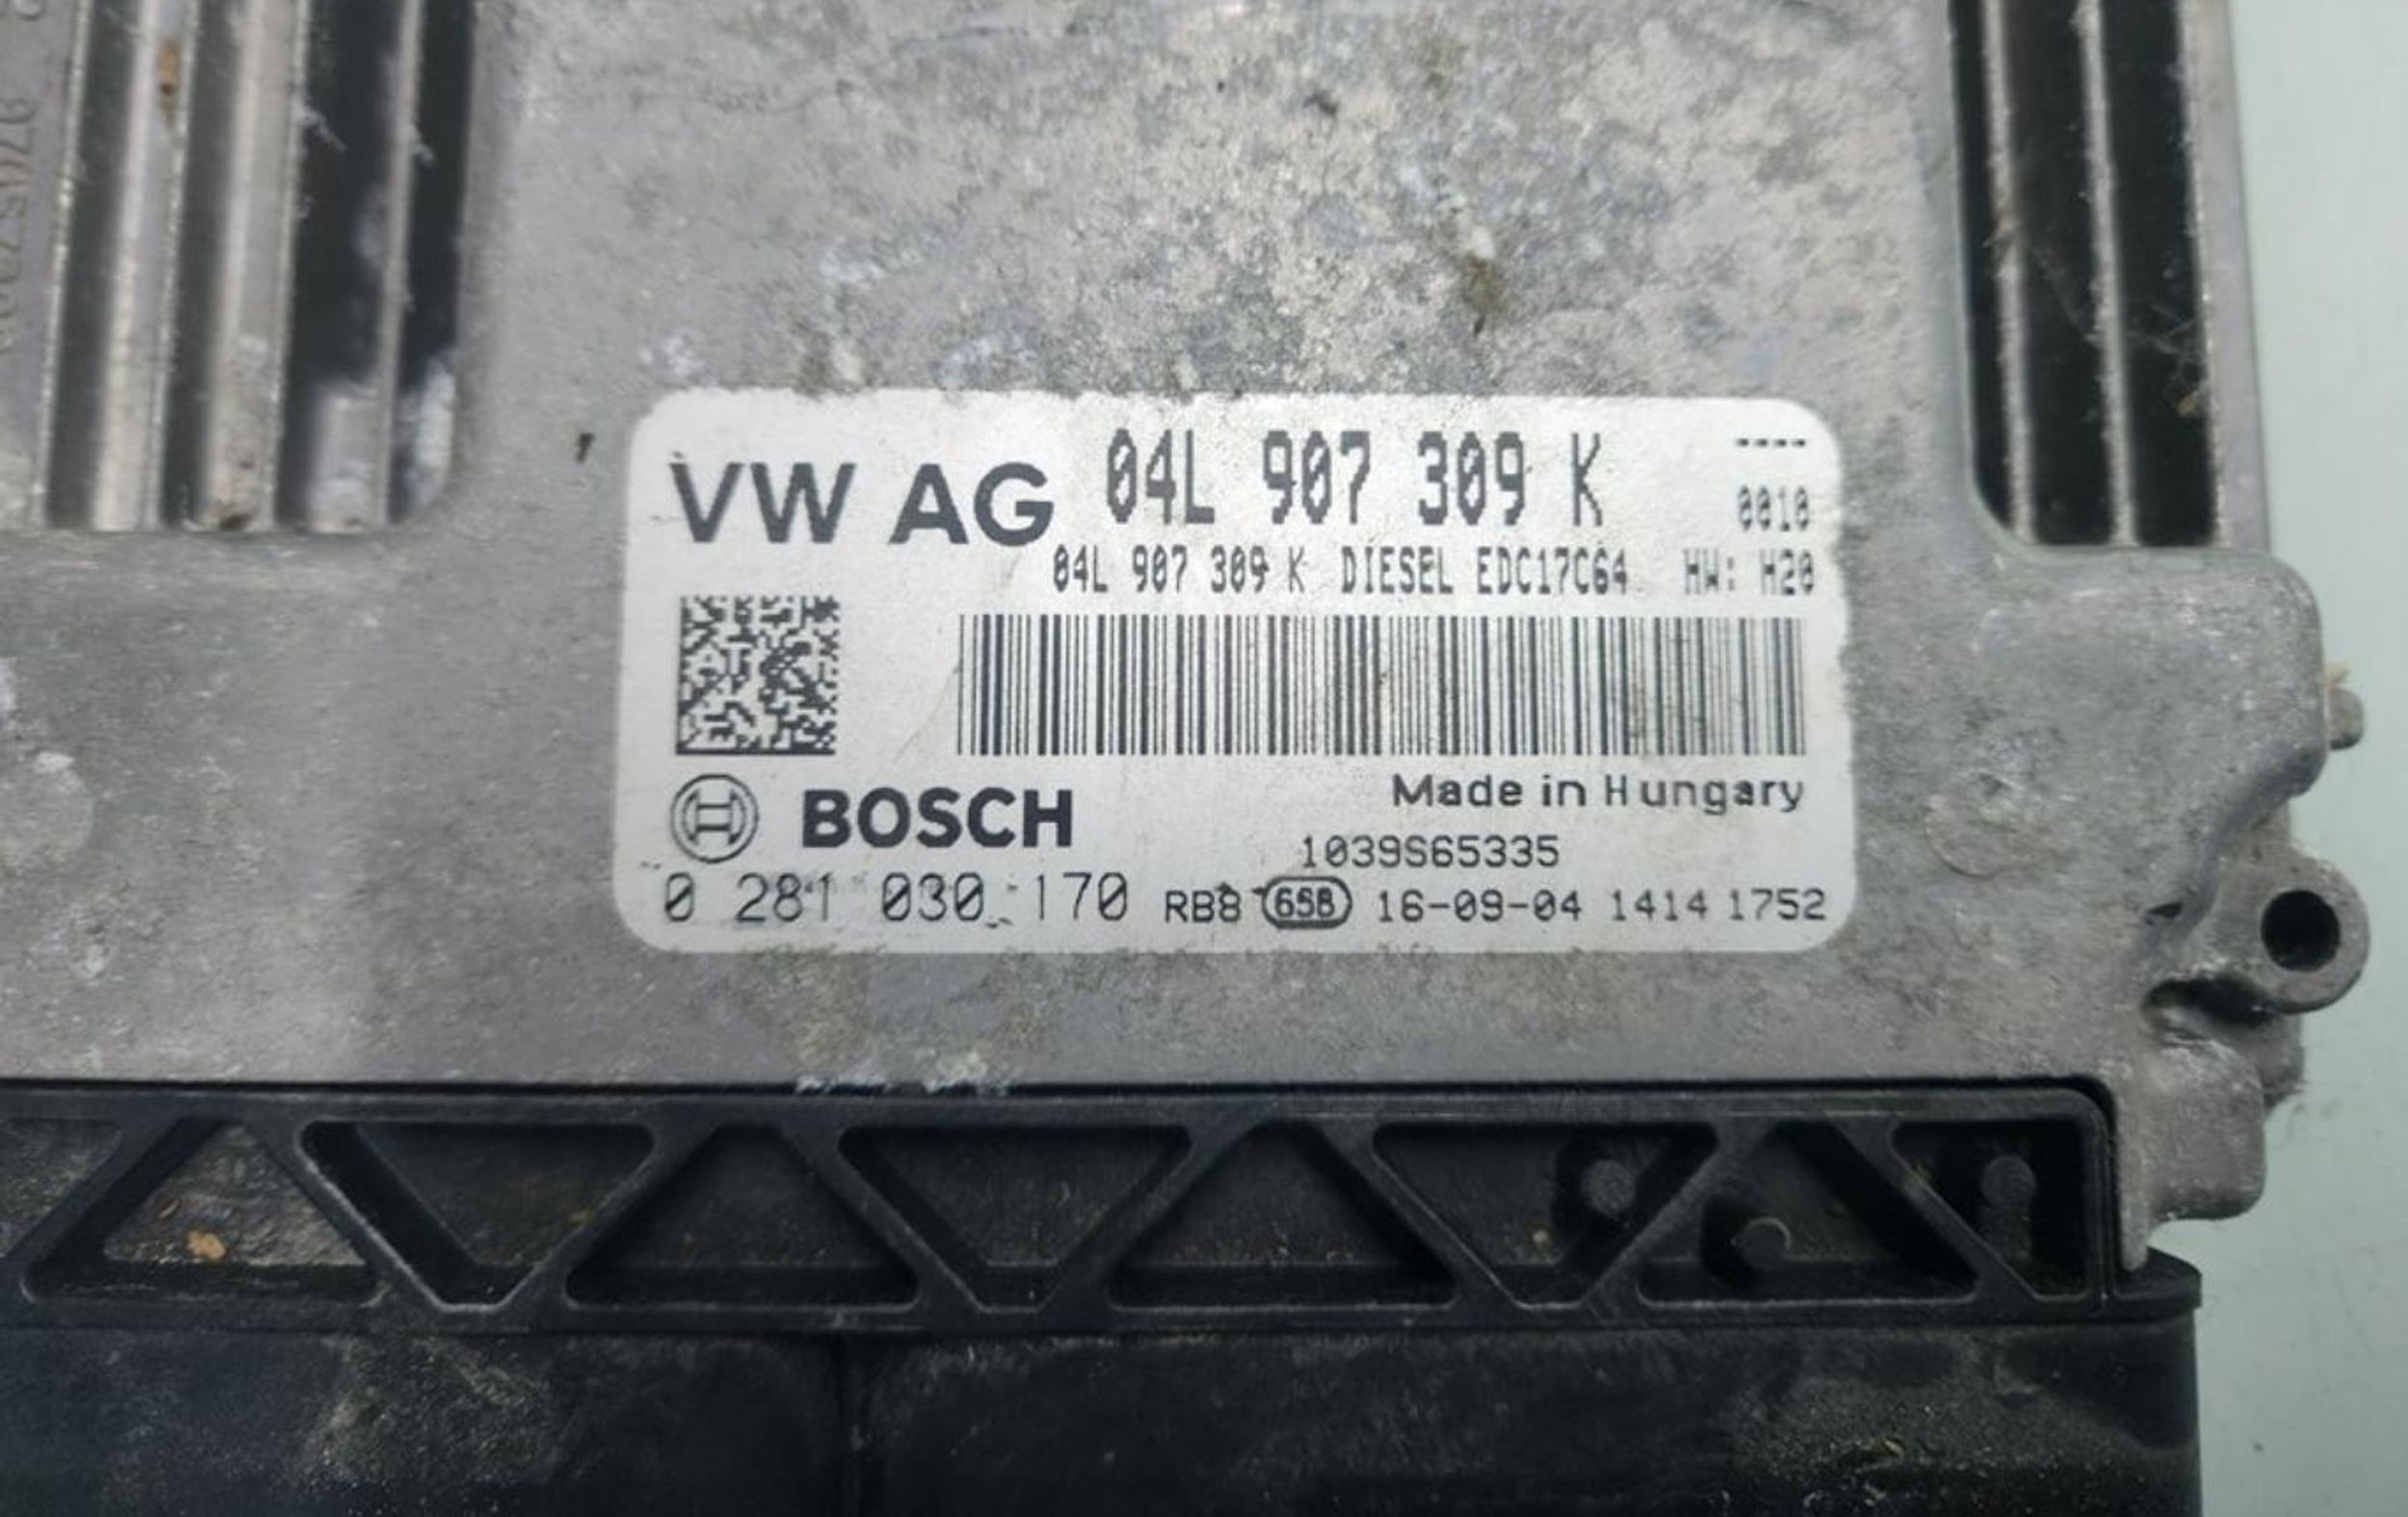 VW AG 04L 907 309 K ----
0010
04L 907 309 K DIESEL EDC17C64 HW: H20
Made in Hungary
BOSCH
1039S65335
0 281 030 170 RB8 65B 16-09-04 1414 1752